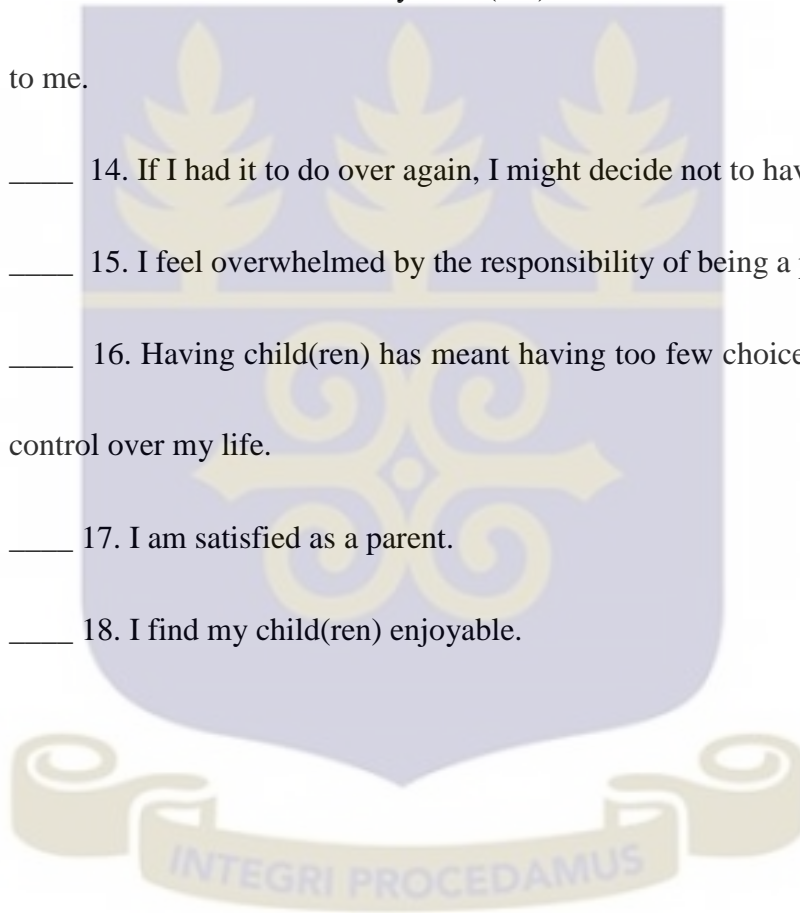 to me.
____ 14. If I had it to do over again, I might decide not to
____ 15. I feel overwhelmed by the responsibility of being a
____ 16. Having child(ren) has meant having too few
control over my life.
____ 17. I am satisfied as a parent.
____ 18. I find my child(ren) enjoyable.
INTEGRI PROCEDAMUS